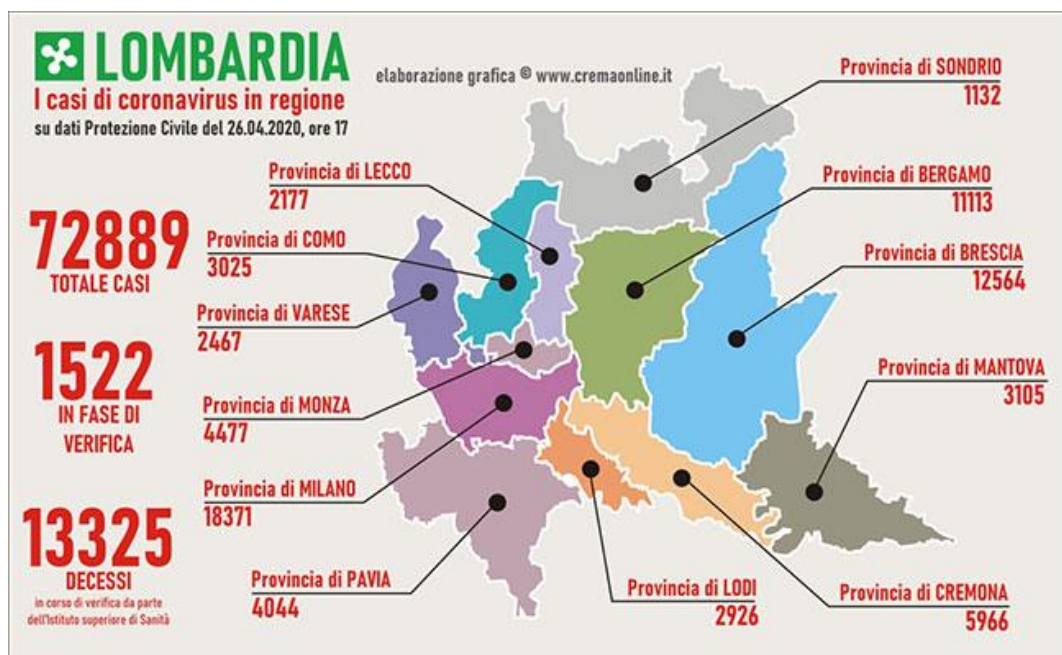 LOMBARDIA
I casi di coronavirus in regione
su dati Protezione Civile del 26.04.2020, ore 17
elaborazione grafica © www.cremaonline.it
72889
TOTALE CASI
1522
IN FASE DI
VERIFICA
13325
DECESSI
in corso di verifica da parte
dell'Istituto superiore di Sanità
Provincia di LECCO
2177
Provincia di COMO
3025
Provincia di VARESE
2467
Provincia di MONZA
4477
Provincia di MILANO
18371
Provincia di PAVIA
4044
Provincia di SONDRIO
1132
Provincia di BERGAMO
11113
Provincia di BRESCIA
12564
Provincia di MANTOVA
3105
Provincia di LODI
2926
Provincia di CREMONA
5966